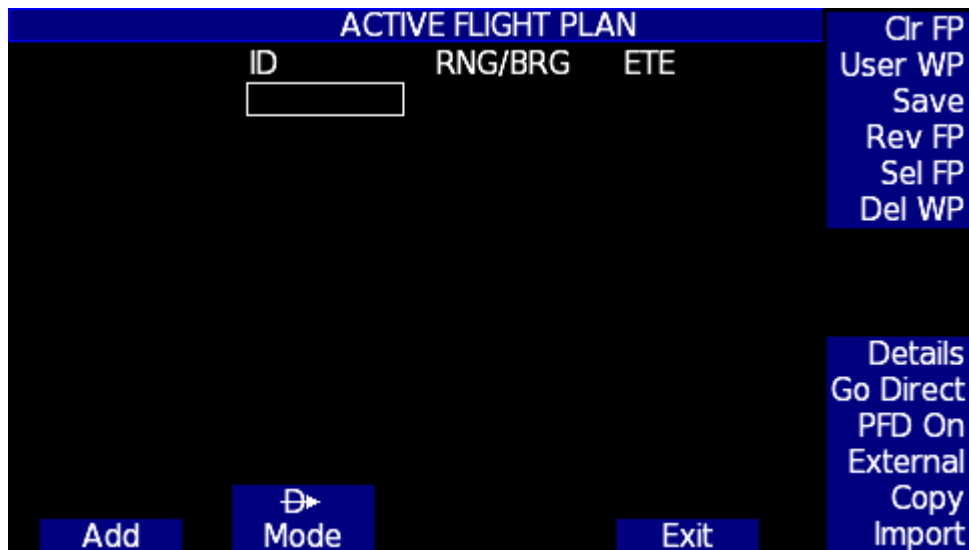 ACTIVE FLIGHT PLAN
ID RNG/BRG ETE
Clr FP
User WP
Save
Rev FP
Sel FP
Del WP
Details
Go Direct
PFD On
External
Copy
Import
D
Add Mode Exit